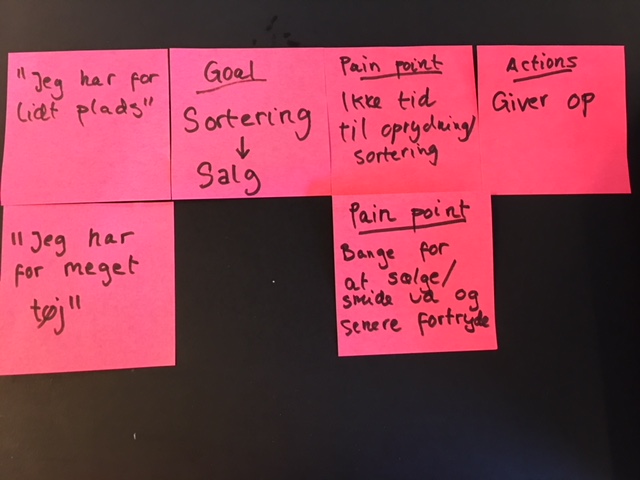 "Jeg har for
lidt plads"
Goal
Sortering
↓
Salg
Pain point
Ikke tid
til oprydning/
sortering
Actions
Giver op
"Jeg har
for meget
tøj"
Pain point
Bange for
at sælge/
smide ud og
senere fortryde